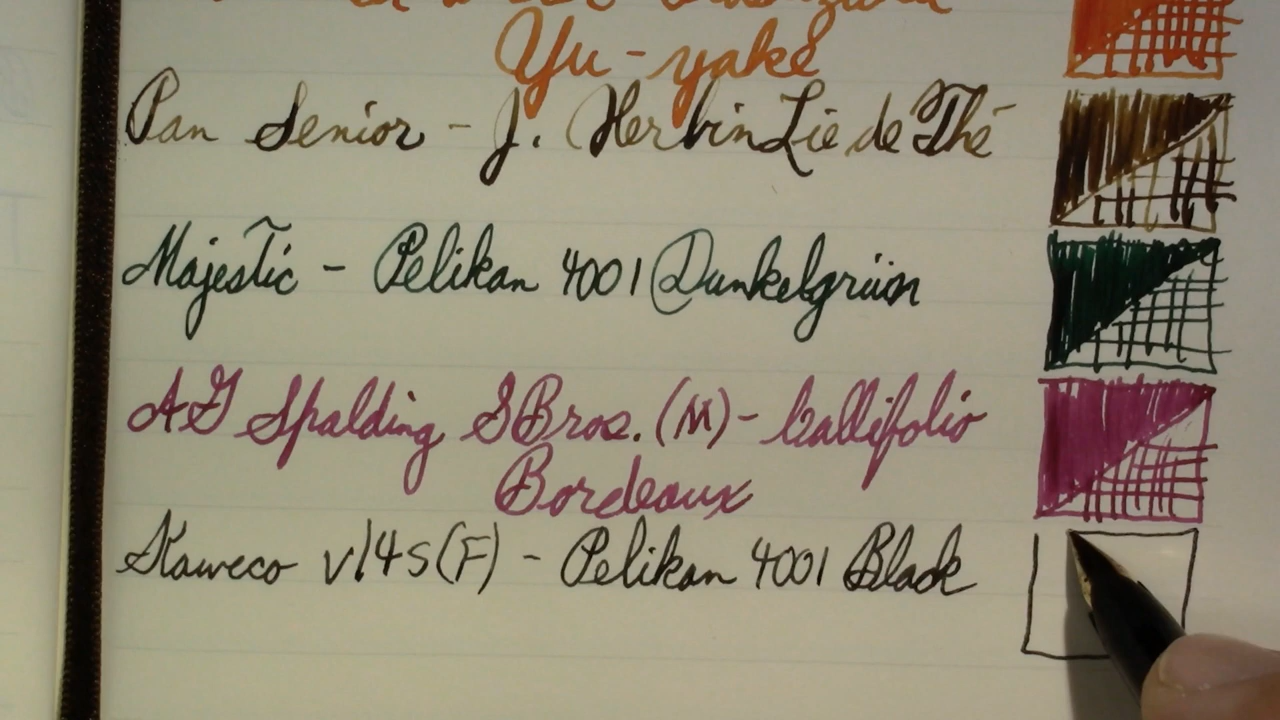 Yu-yake
Pan Senior - J. Herbin Lie de Thé
Majestic - Pelikan 4001 Dunkelgrün
AG Spalding & Bros. (M) - Callifolio
Bordeaux
Kaweco V14 S (F) - Pelikan 4001 Black